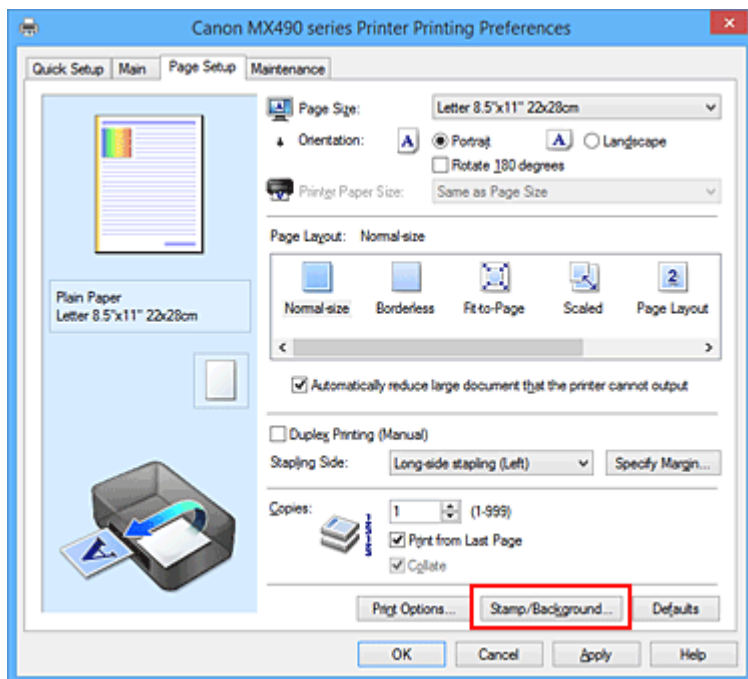 Canon MX490 series Printer Printing Preferences
Quick Setup Main Page Setup Maintenance
Page Size: Letter 8.5"x11" 22x28cm
Orientation: A Portrait A Landscape
Rotate 180 degrees
Printer Paper Size: Same as Page Size
Page Layout: Normal-size
2
Normal-size Borderless Fit-to-Page Scaled Page Layout
Plain Paper
Letter 8.5"x11" 22x28cm
Automatically reduce large document that the printer cannot output
Duplex Printing (Manual)
Stapling Side: Long-side stapling (Left) Specify Margin...
Copies: 1 (1-999)
Print from Last Page
Collate
A
Print Options... Stamp/Background... Defaults
OK Cancel Apply Help